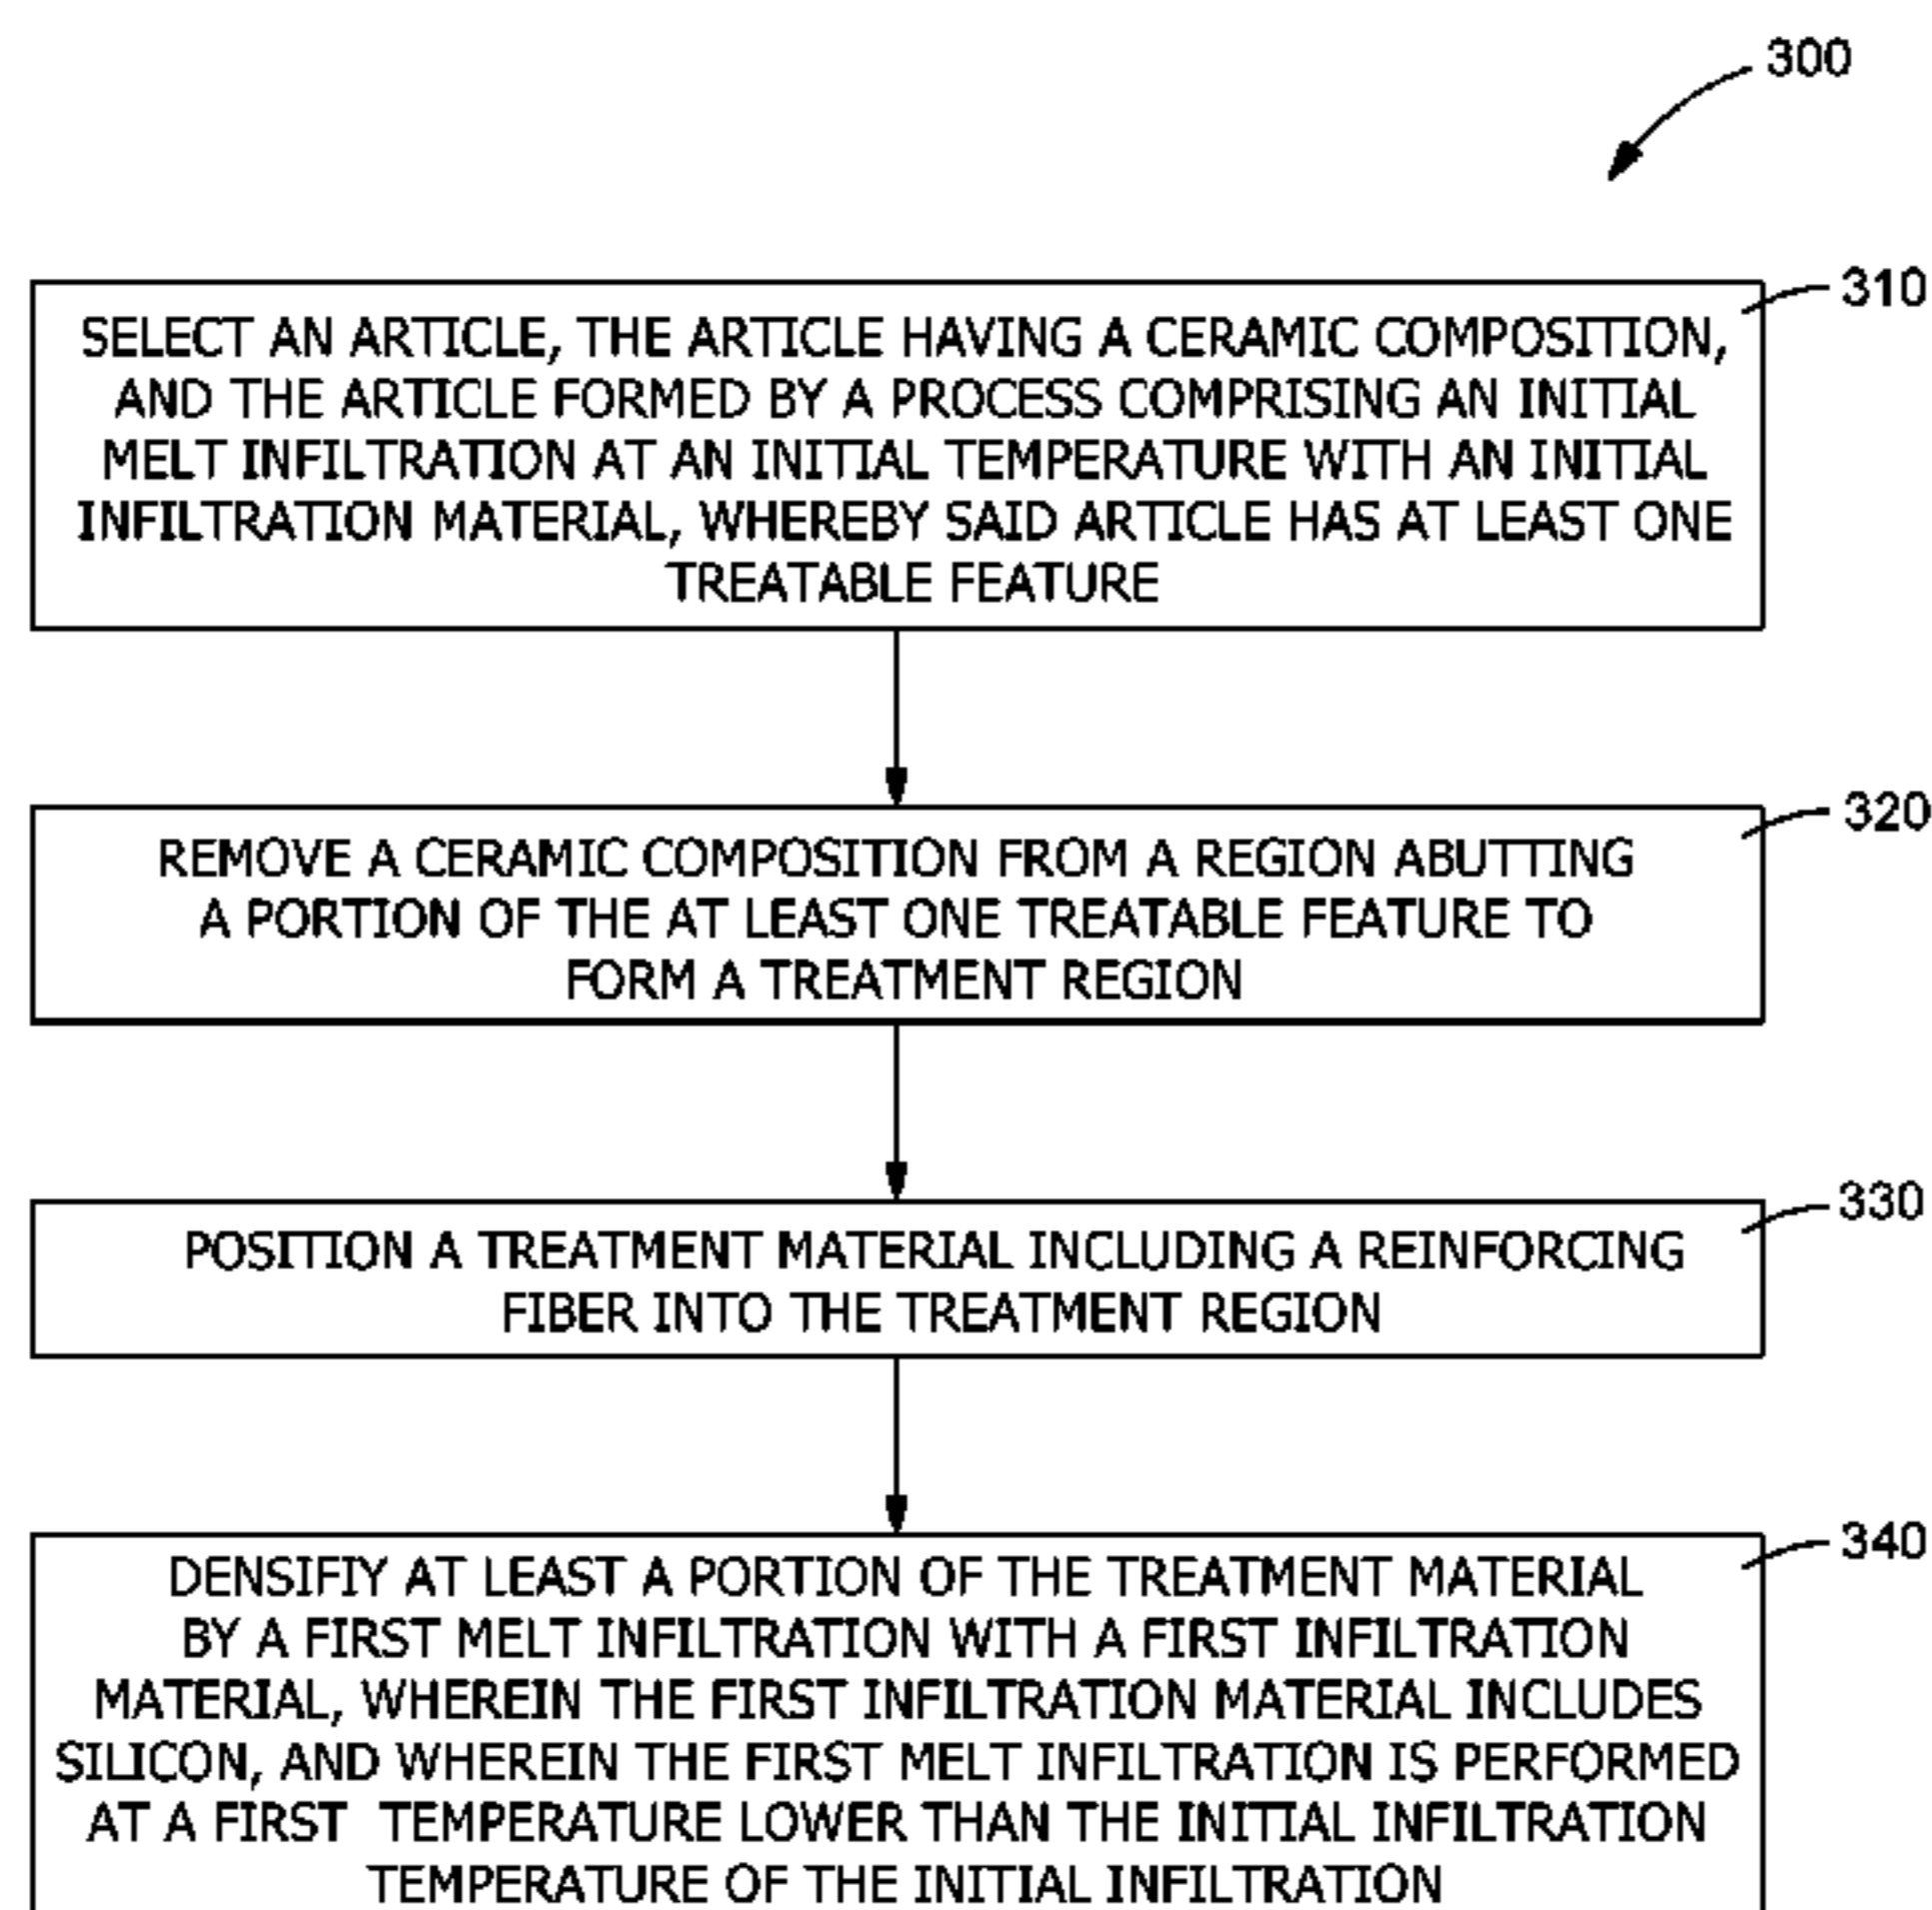 300
310
SELECT AN ARTICLE, THE ARTICLE HAVING A CERAMIC COMPOSITION,
AND THE ARTICLE FORMED BY A PROCESS COMPRISING AN INITIAL
MELT INFILTRATION AT AN INITIAL TEMPERATURE WITH AN INITIAL
INFILTRATION MATERIAL, WHEREBY SAID ARTICLE HAS AT LEAST ONE
TREATABLE FEATURE
320
REMOVE A CERAMIC COMPOSITION FROM A REGION ABUTTING
A PORTION OF THE AT LEAST ONE TREATABLE FEATURE TO
FORM A TREATMENT REGION
330
POSITION A TREATMENT MATERIAL INCLUDING A REINFORCING
FIBER INTO THE TREATMENT REGION
340
DENSIFIY AT LEAST A PORTION OF THE TREATMENT MATERIAL
BY A FIRST MELT INFILTRATION WITH A FIRST INFILTRATION
MATERIAL, WHEREIN THE FIRST INFILTRATION MATERIAL INCLUDES
SILICON, AND WHEREIN THE FIRST MELT INFILTRATION IS PERFORMED
AT A FIRST TEMPERATURE LOWER THAN THE INITIAL INFILTRATION
TEMPERATURE OF THE INITIAL INFILTRATION